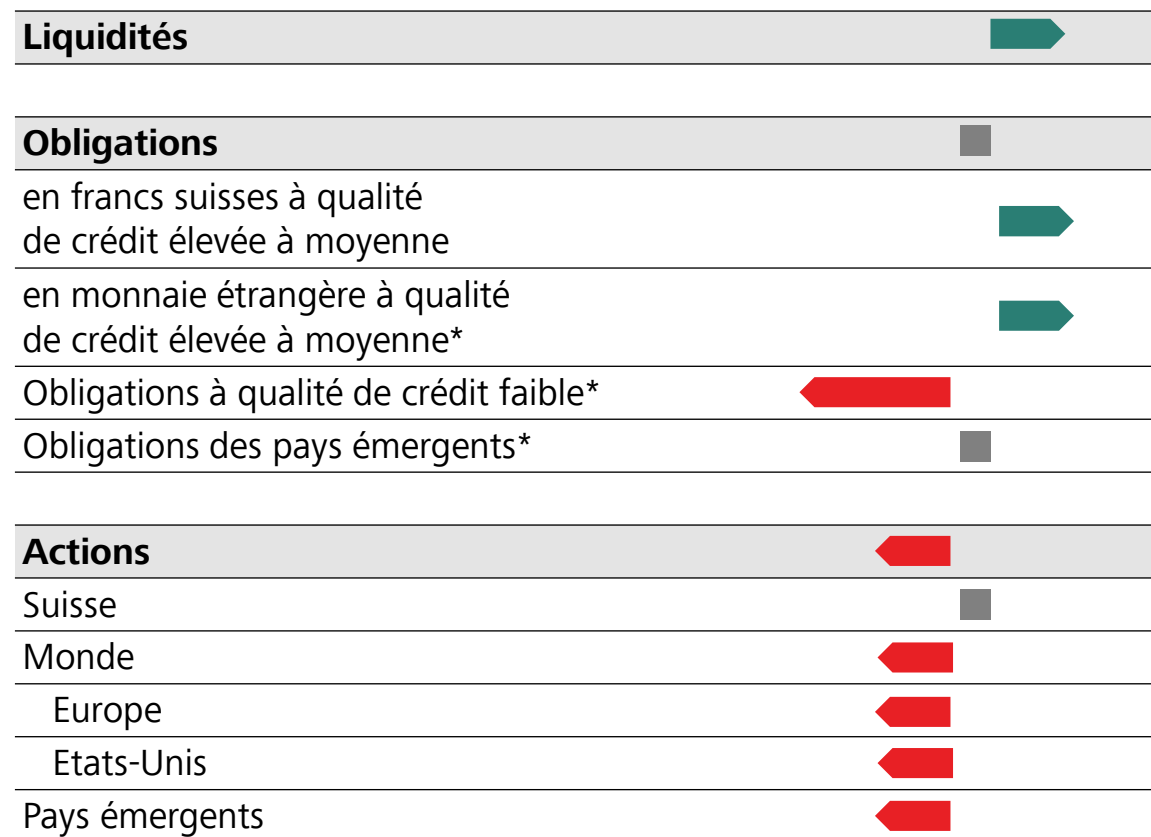 Liquidités
Obligations
en francs suisses à qualité
de crédit élevée à moyenne
en monnaie étrangère à qualité
de crédit élevée à moyenne*
Obligations à qualité de crédit faible*
Obligations des pays émergents*
Actions
Suisse
Monde
Europe
Etats-Unis
Pays émergents